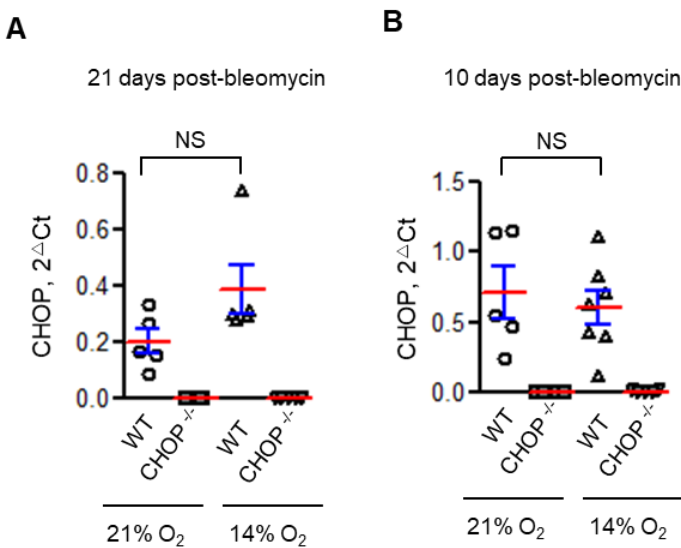 A
21 days post-bleomycin
NS
0.8
0.6
0.4
0.2
0.0
CHOP, 2△Ct
WT
CHOP-/-
WT
CHOP-/-
21% O2
14% O2
B
10 days post-bleomycin
NS
1.5
1.0
0.5
0.0
CHOP, 2△Ct
WT
CHOP-/-
WT
CHOP-/-
21% O2
14% O2